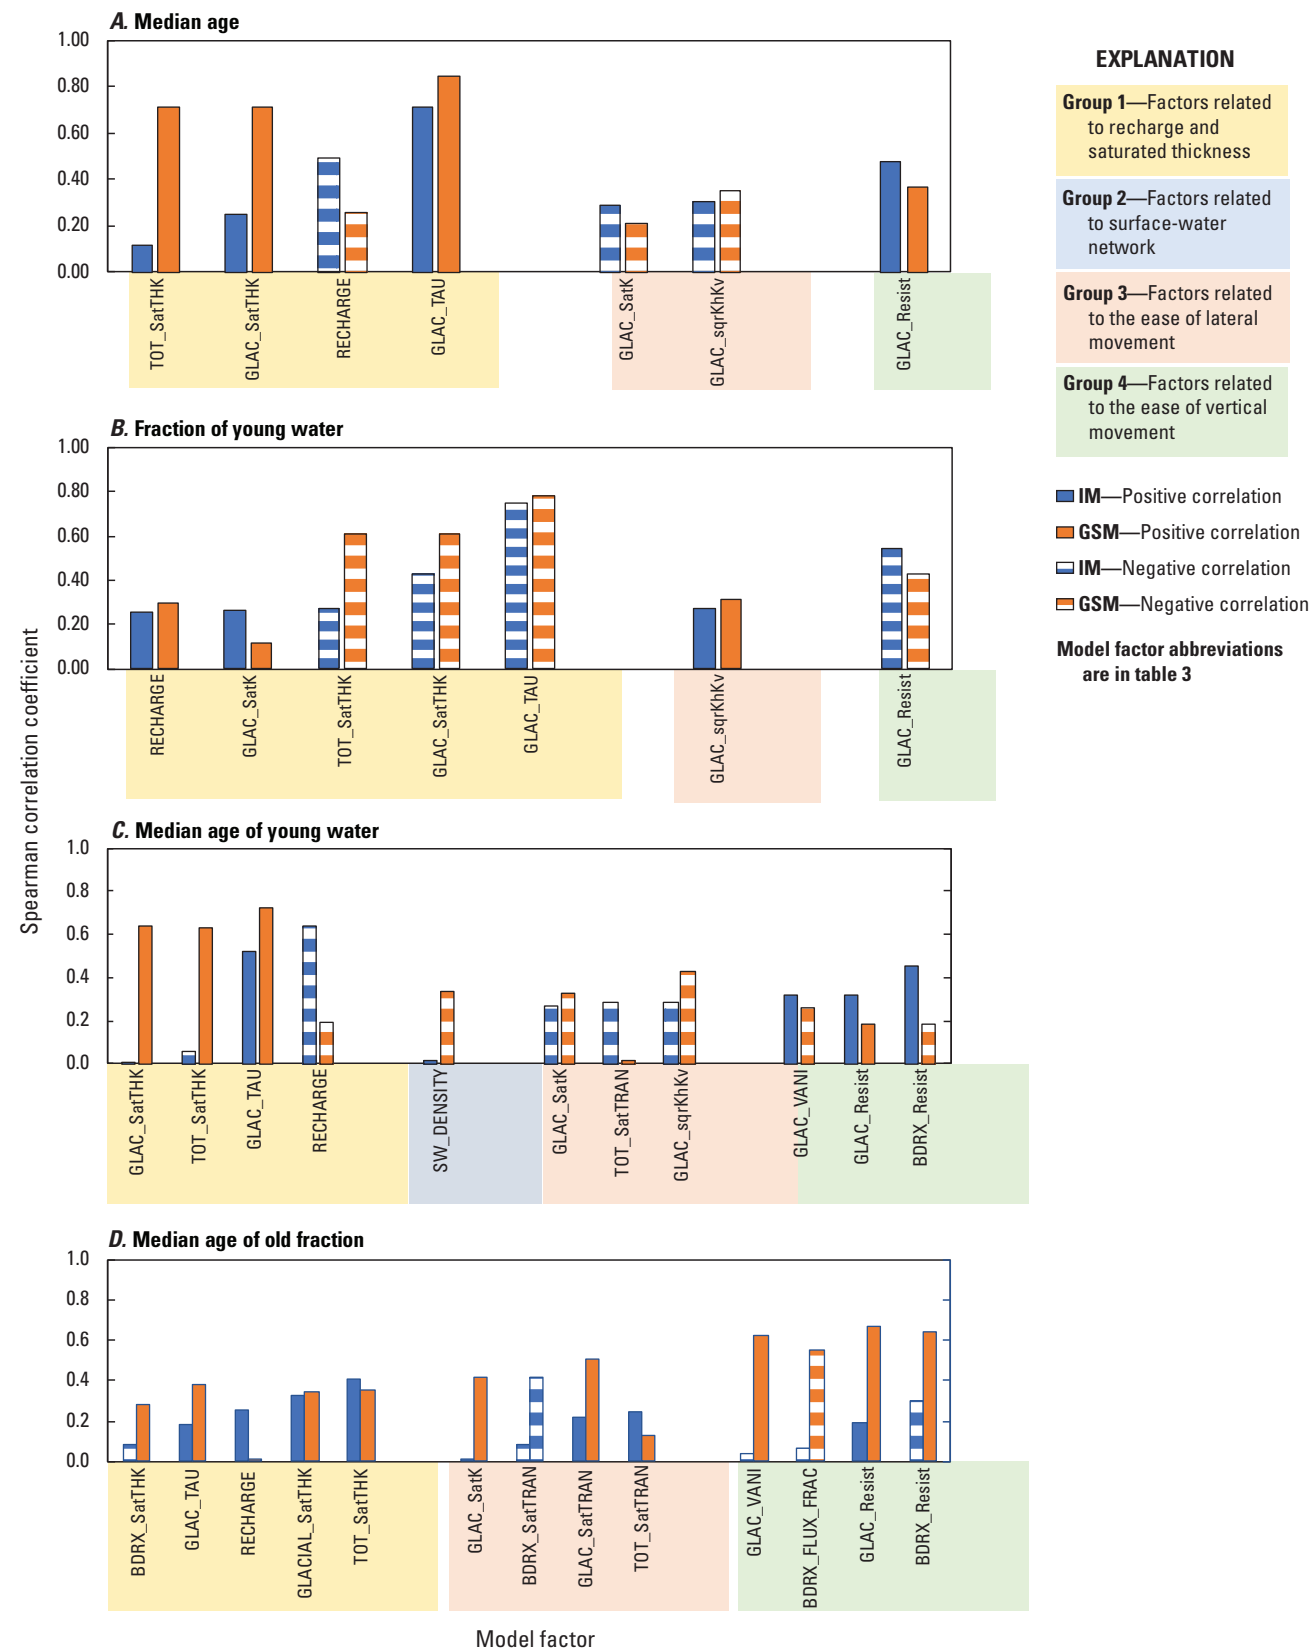 A. Median age
1.00
0.80
0.60
0.40
0.20
0.00
TOT_SatTHK
GLAC_SatTHK
RECHARGE
GLAC_TAU
GLAC_SatK
GLAC_sqrKhKv
GLAC_Resist
B. Fraction of young water
1.00
0.80
0.60
0.40
0.20
0.00
RECHARGE
GLAC_SatK
TOT_SatTHK
GLAC_SatTHK
GLAC_TAU
GLAC_sqrKhKv
GLAC_Resist
Spearman correlation coefficient
C. Median age of young water
1.0
0.8
0.6
0.4
0.2
0.0
GLAC_SatTHK
TOT_SatTHK
GLAC_TAU
RECHARGE
SW_DENSITY
GLAC_SatK
TOT_SatTRAN
GLAC_sqrKhKv
GLAC_VANI
GLAC_Resist
BDRX_Resist
D. Median age of old fraction
1.0
0.8
0.6
0.4
0.2
0.0
BDRX_SatTHK
GLAC_TAU
RECHARGE
GLACIAL_SatTHK
TOT_SatTHK
GLAC_SatK
BDRX_SatTRAN
GLAC_SatTRAN
TOT_SatTRAN
GLAC_VANI
BDRX_FLUX_FRAC
GLAC_Resist
BDRX_Resist
Model factor
EXPLANATION
Group 1—Factors related
to recharge and
saturated thickness
Group 2—Factors related
to surface-water
network
Group 3—Factors related
to the ease of lateral
movement
Group 4—Factors related
to the ease of vertical
movement
IM—Positive correlation
GSM—Positive correlation
IM—Negative correlation
GSM—Negative correlation
Model factor abbreviations
are in table 3